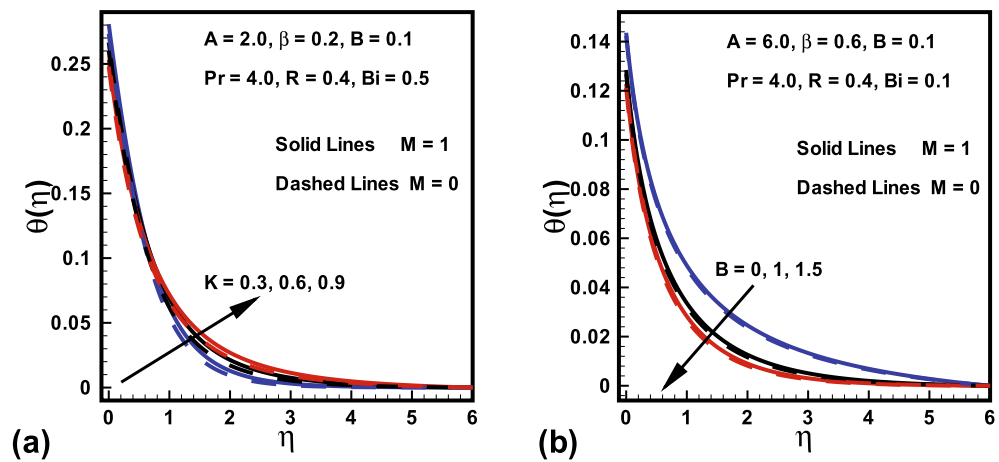 A = 2.0, β = 0.2, B = 0.1
Pr = 4.0, R = 0.4, Bi = 0.5
Solid Lines M = 1
Dashed Lines M = 0
K = 0.3, 0.6, 0.9
θ(η)
0.25
0.2
0.15
0.1
0.05
0
0 1 2 3 4 5 6
η
(a)
A = 6.0, β = 0.6, B = 0.1
Pr = 4.0, R = 0.4, Bi = 0.1
Solid Lines M = 1
Dashed Lines M = 0
B = 0, 1, 1.5
θ(η)
0.14
0.12
0.1
0.08
0.06
0.04
0.02
0
0 1 2 3 4 5 6
η
(b)